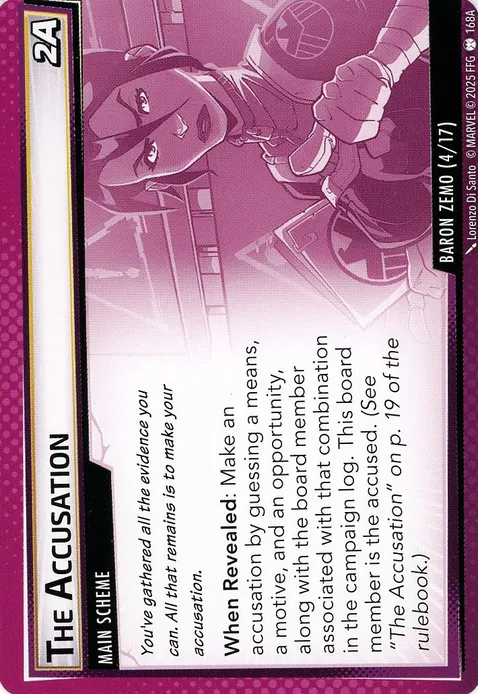 THE ACCUSATION
2A
MAIN SCHEME
You've gathered all the evidence you
can. All that remains is to make your
accusation.
When Revealed: Make an
accusation by guessing a means,
a motive, and an opportunity,
along with the board member
associated with that combination
in the campaign log. This board
member is the accused. (See
"The Accusation" on p. 19 of the
rulebook.)
BARON ZEMO (4/17)
Lorenzo Di Santo © MARVEL © 2025 FFG 168A